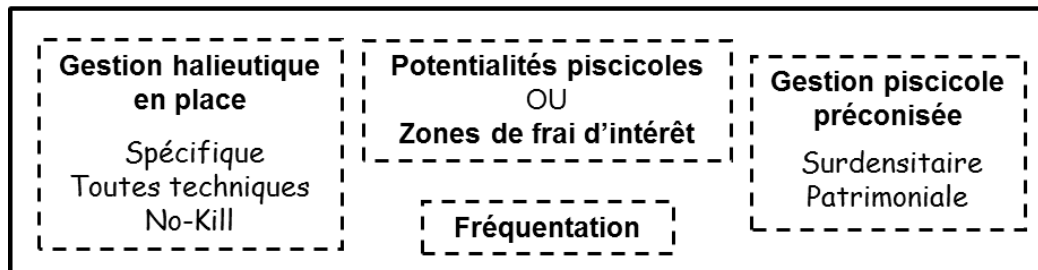 Gestion halieutique
en place
Spécifique
Toutes techniques
No-Kill
Potentialités piscicoles
OU
Zones de frai d'intérêt
Fréquentation
Gestion piscicole
préconisée
Surdensitaire
Patrimoniale